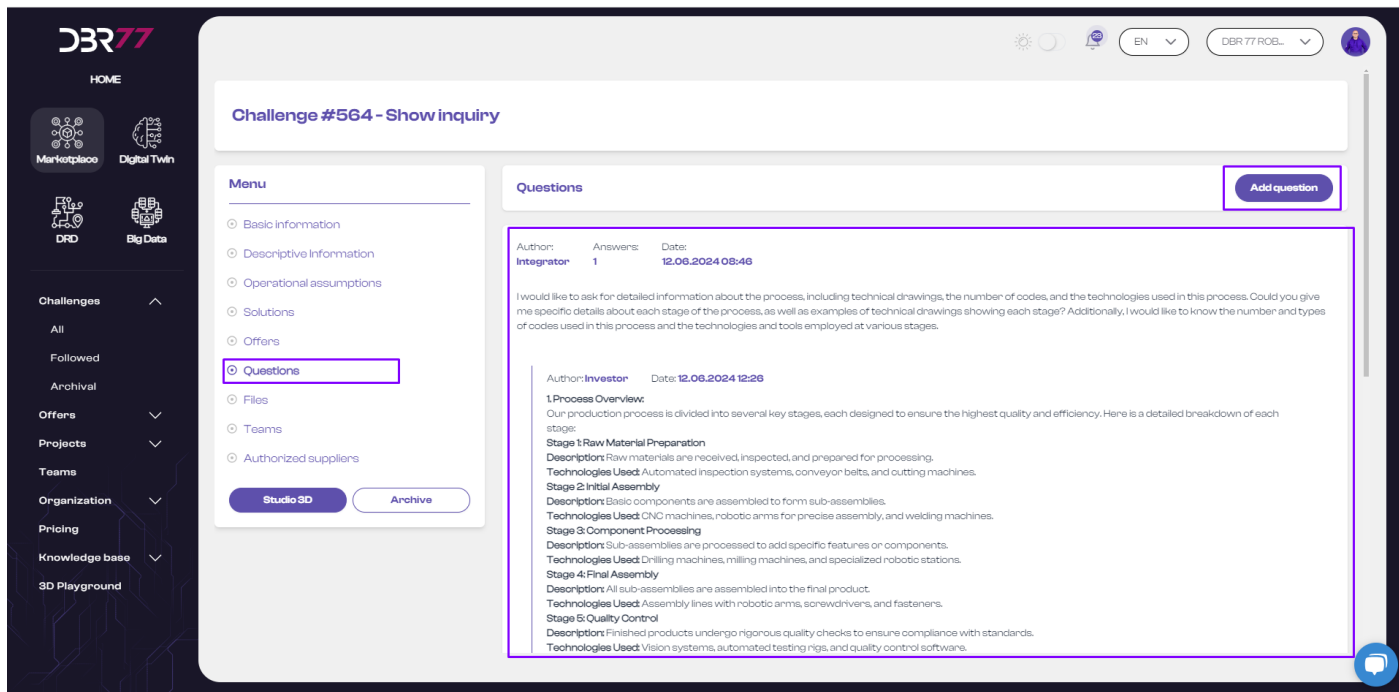 DBR77
HOME
Marketplace
Digital Twin
DRD
Big Data
Challenges
All
Followed
Archival
Offers
Projects
Teams
Organization
Pricing
Knowledge base
3D Playground
23
EN
DBR 77 ROB...
Challenge #564 - Show inquiry
Menu
Basic information
Descriptive Information
Operational assumptions
Solutions
Offers
Questions
Files
Teams
Authorized suppliers
Studio 3D
Archive
Questions
Add question
Author: Answers: Date:
Integrator 1 12.06.2024 08:46
I would like to ask for detailed information about the process, including technical drawings, the number of codes, and the technologies used in this process. Could you give
me specific details about each stage of the process, as well as examples of technical drawings showing each stage? Additionally, I would like to know the number and types
of codes used in this process and the technologies and tools employed at various stages.
Author: Investor Date: 12.06.2024 12:26
1. Process Overview:
Our production process is divided into several key stages, each designed to ensure the highest quality and efficiency. Here is a detailed breakdown of each
stage:
Stage 1: Raw Material Preparation
Description: Raw materials are received, inspected, and prepared for processing.
Technologies Used: Automated inspection systems, conveyor belts, and cutting machines.
Stage 2: Initial Assembly
Description: Basic components are assembled to form sub-assemblies.
Technologies Used: CNC machines, robotic arms for precise assembly, and welding machines.
Stage 3: Component Processing
Description: Sub-assemblies are processed to add specific features or components.
Technologies Used: Drilling machines, milling machines, and specialized robotic stations.
Stage 4: Final Assembly
Description: All sub-assemblies are assembled into the final product.
Technologies Used: Assembly lines with robotic arms, screwdrivers, and fasteners.
Stage 5: Quality Control
Description: Finished products undergo rigorous quality checks to ensure compliance with standards.
Technologies Used: Vision systems, automated testing rigs, and quality control software.